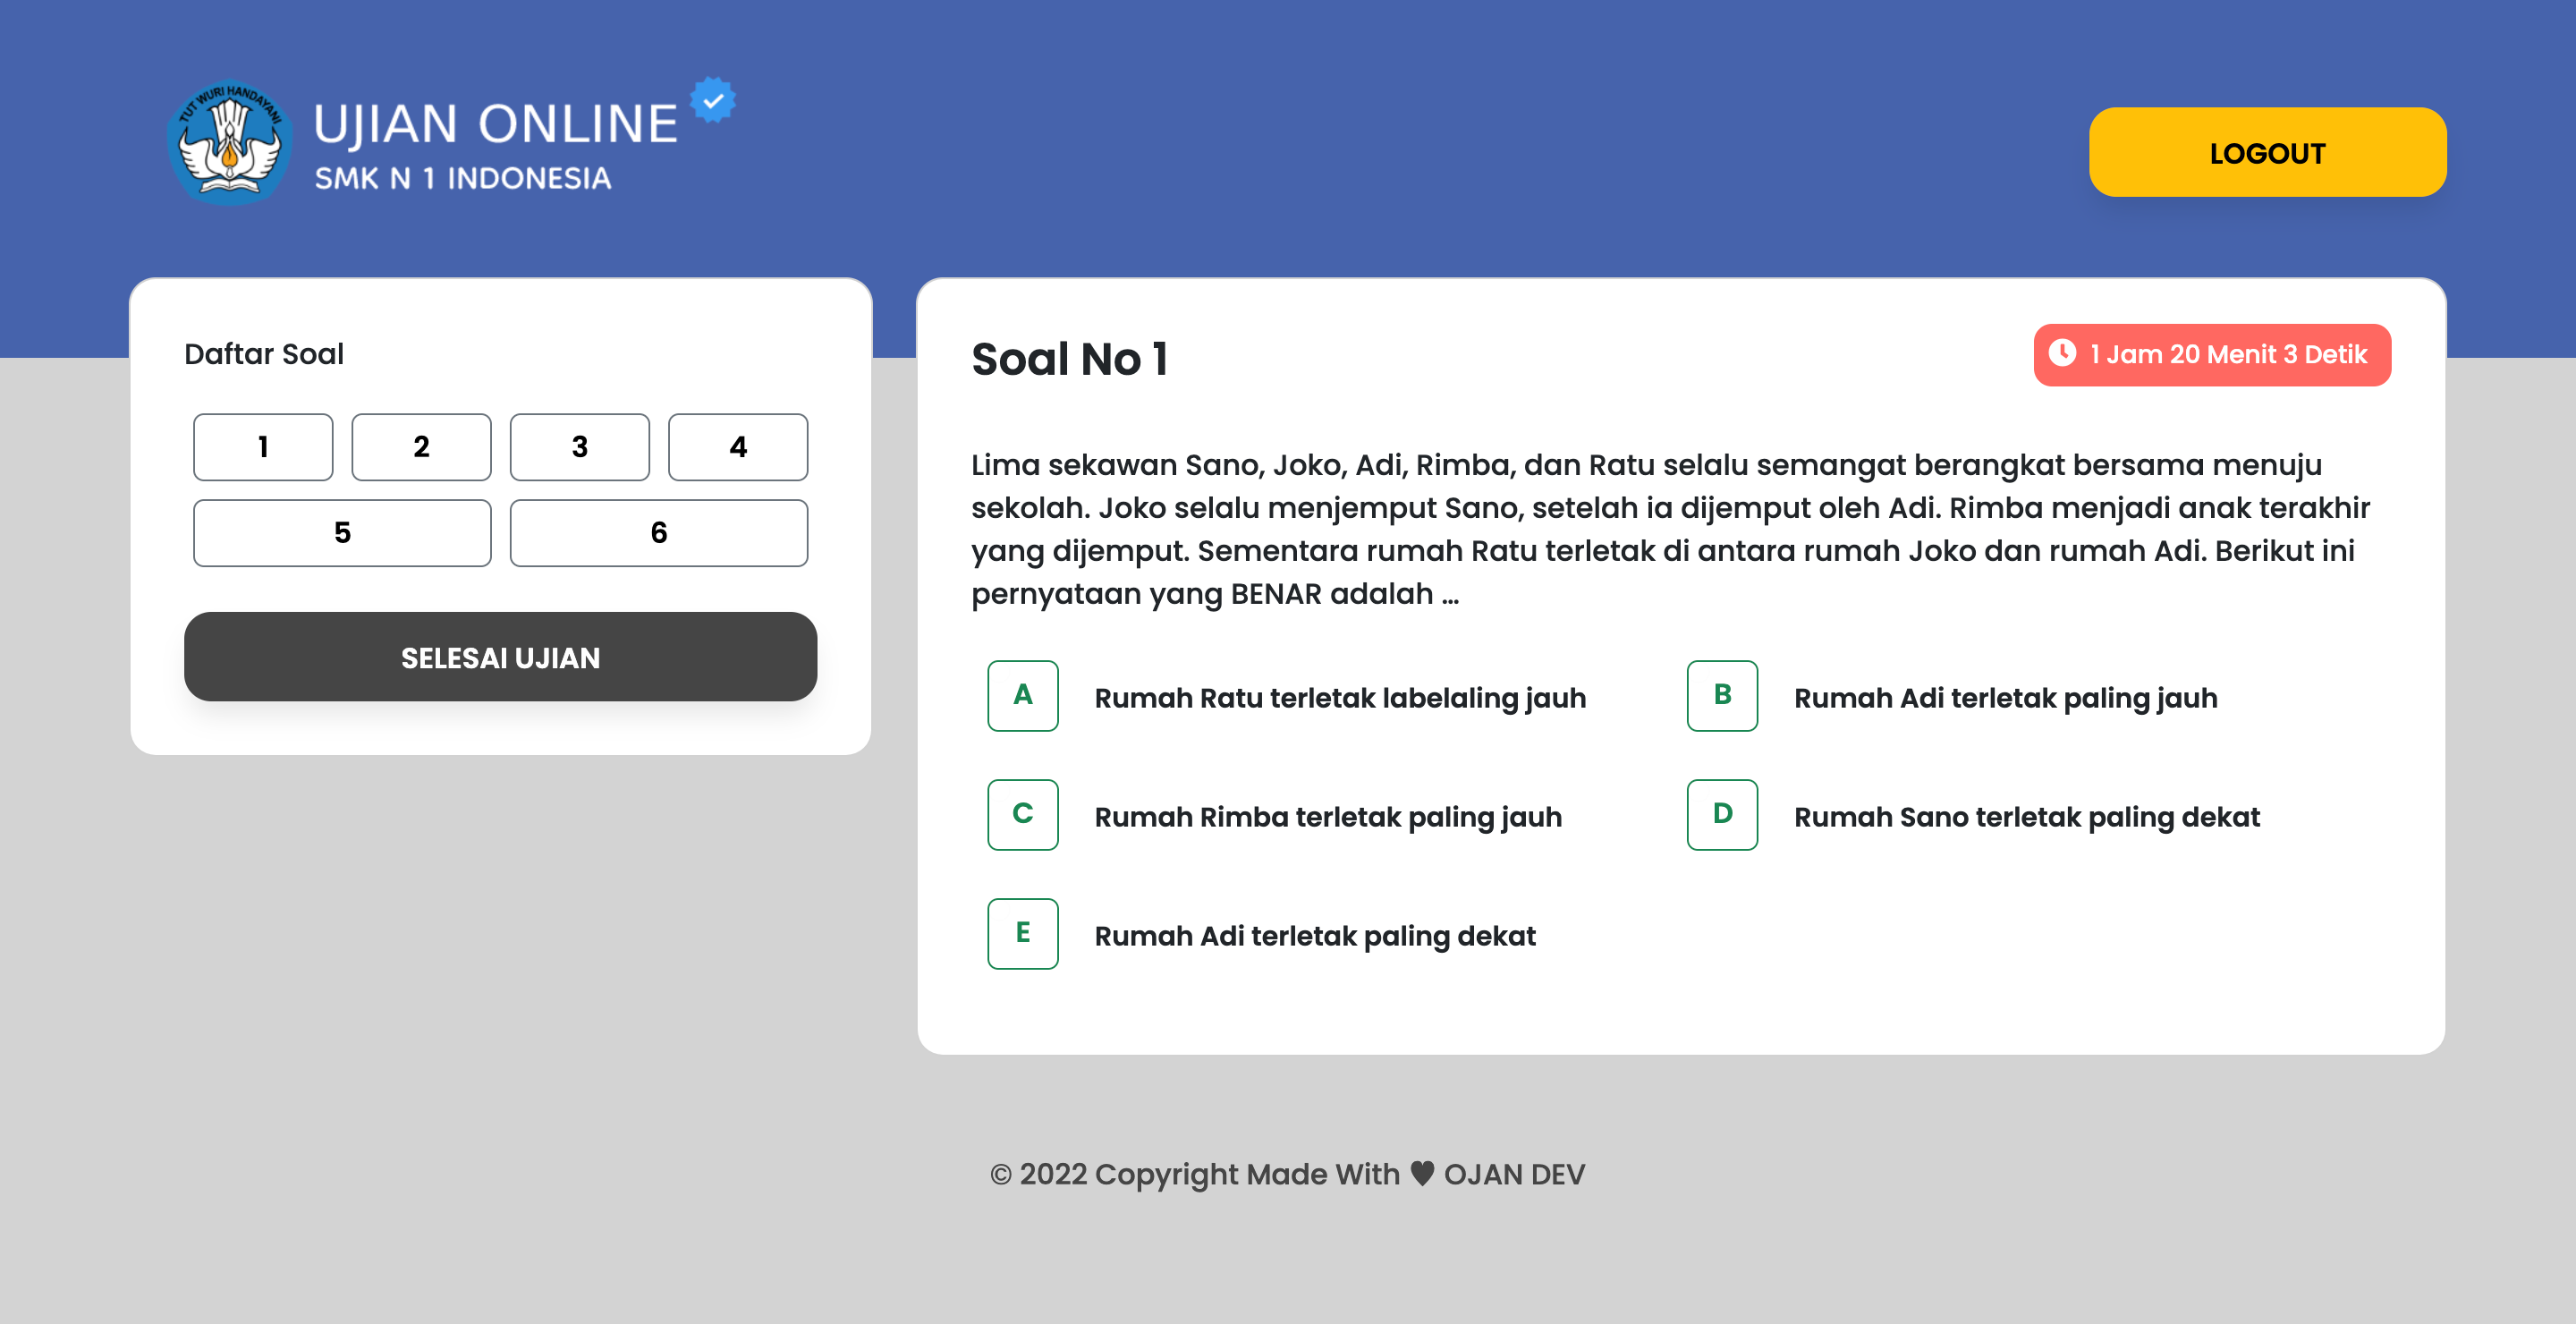 TUT WURI HANDAYANI
UJIAN ONLINE
SMK N 1 INDONESIA
LOGOUT
Daftar Soal
1 2 3 4
5 6
SELESAI UJIAN
Soal No 1
1 Jam 20 Menit 3 Detik
Lima sekawan Sano, Joko, Adi, Rimba, dan Ratu selalu semangat berangkat bersama menuju
sekolah. Joko selalu menjemput Sano, setelah ia dijemput oleh Adi. Rimba menjadi anak terakhir
yang dijemput. Sementara rumah Ratu terletak di antara rumah Joko dan rumah Adi. Berikut ini
pernyataan yang BENAR adalah ...
A Rumah Ratu terletak labelaling jauh
B Rumah Adi terletak paling jauh
C Rumah Rimba terletak paling jauh
D Rumah Sano terletak paling dekat
E Rumah Adi terletak paling dekat
© 2022 Copyright Made With ♥ OJAN DEV